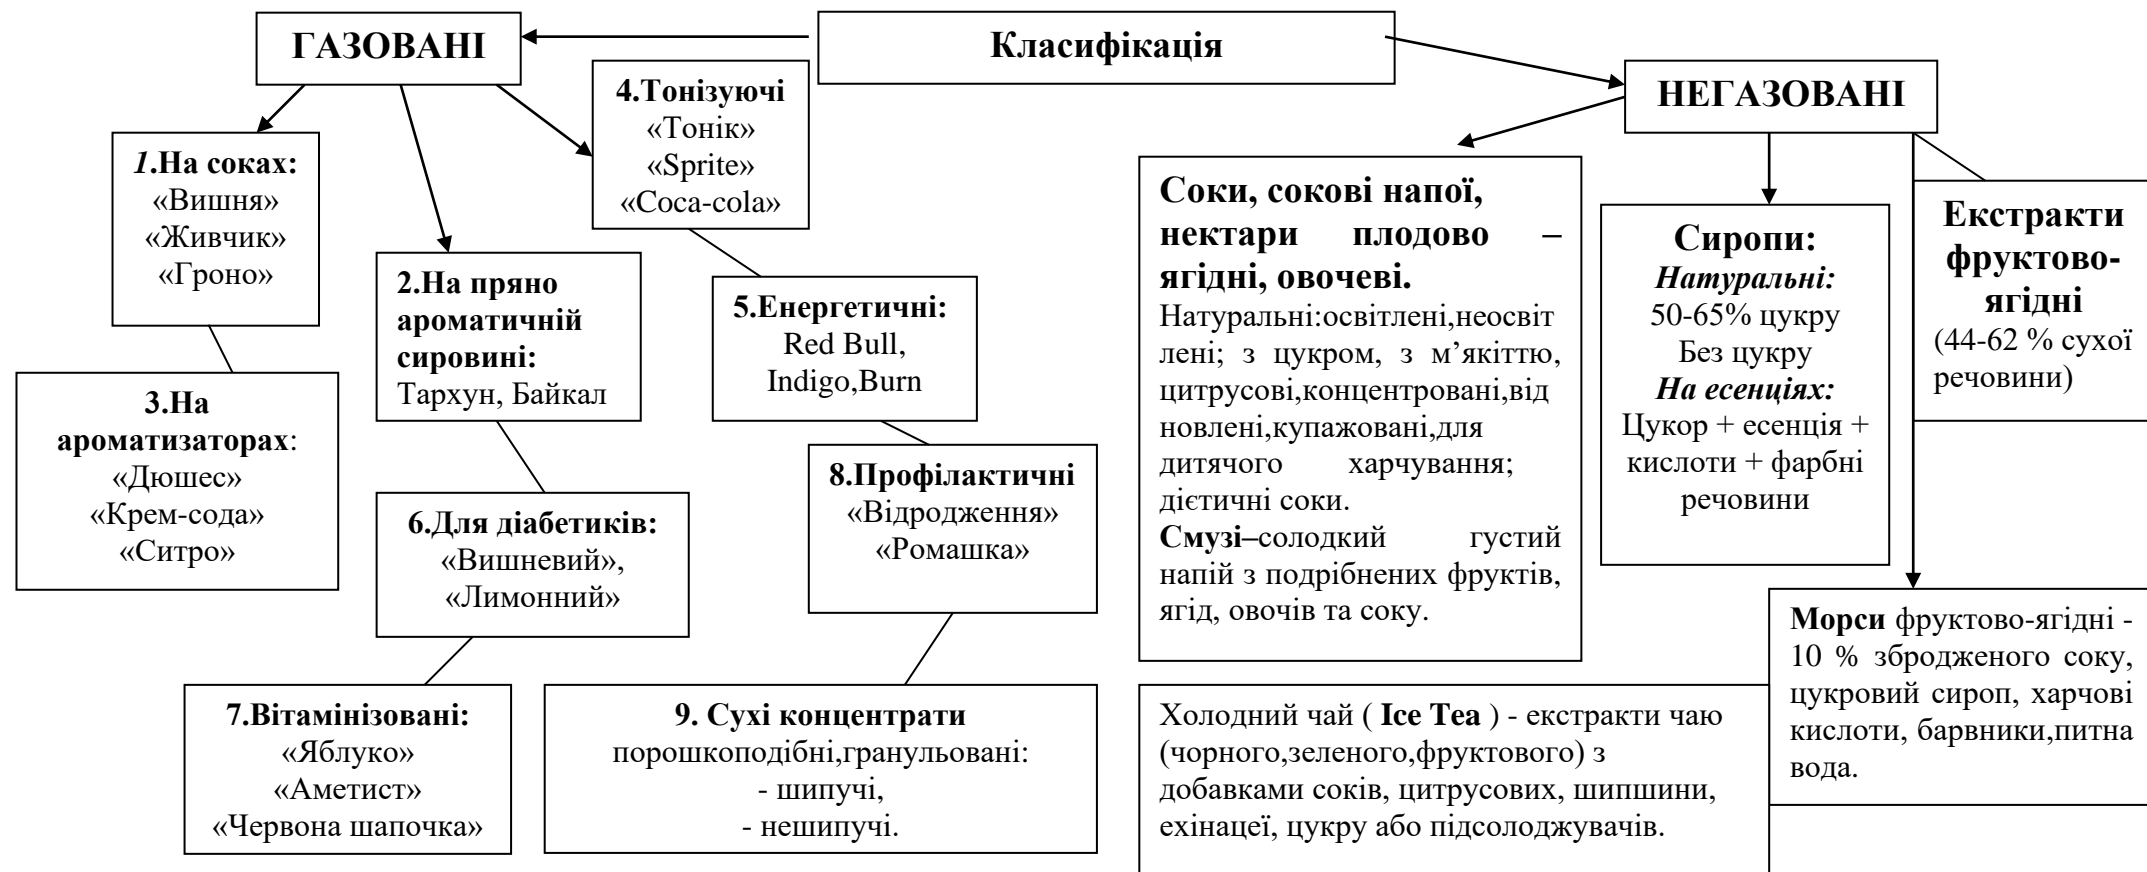 Класифікація
ГАЗОВАНІ
1.На соках:
«Вишня»
«Живчик»
«Гроно»
2.На пряно
ароматичній
сировині:
Тархун, Байкал
3.На
ароматизаторах:
«Дюшес»
«Крем-сода»
«Ситро»
4.Тонізуючі
«Тонік»
«Sprite»
«Coca-cola»
5.Енергетичні:
Red Bull,
Indigo,Burn
6.Для діабетиків:
«Вишневий»,
«Лимонний»
7.Вітамінізовані:
«Яблуко»
«Аметист»
«Червона шапочка»
8.Профілактичні
«Відродження»
«Ромашка»
9. Сухі концентрати
порошкоподібні,гранульовані:
- шипучі,
- нешипучі.
НЕГАЗОВАНІ
Соки, сокові напої,
нектари плодово –
ягідні, овочеві.
Натуральні:освітлені,неосвіт
лені; з цукром, з м’якіттю,
цитрусові,концентровані,від
новлені,купажовані,для
дитячого харчування;
дієтичні соки.
Смузі–солодкий густий
напій з подрібнених фруктів,
ягід, овочів та соку.
Сиропи:
Натуральні:
50-65% цукру
Без цукру
На есенціях:
Цукор + есенція +
кислоти + фарбні
речовини
Екстракти
фруктово-
ягідні
(44-62 % сухої
речовини)
Морси фруктово-ягідні -
10 % збродженого соку,
цукровий сироп, харчові
кислоти, барвники,питна
вода.
Холодний чай ( Ice Tea ) - екстракти чаю
(чорного,зеленого,фруктового) з
добавками соків, цитрусових, шипшини,
ехінацеї, цукру або підсолоджувачів.